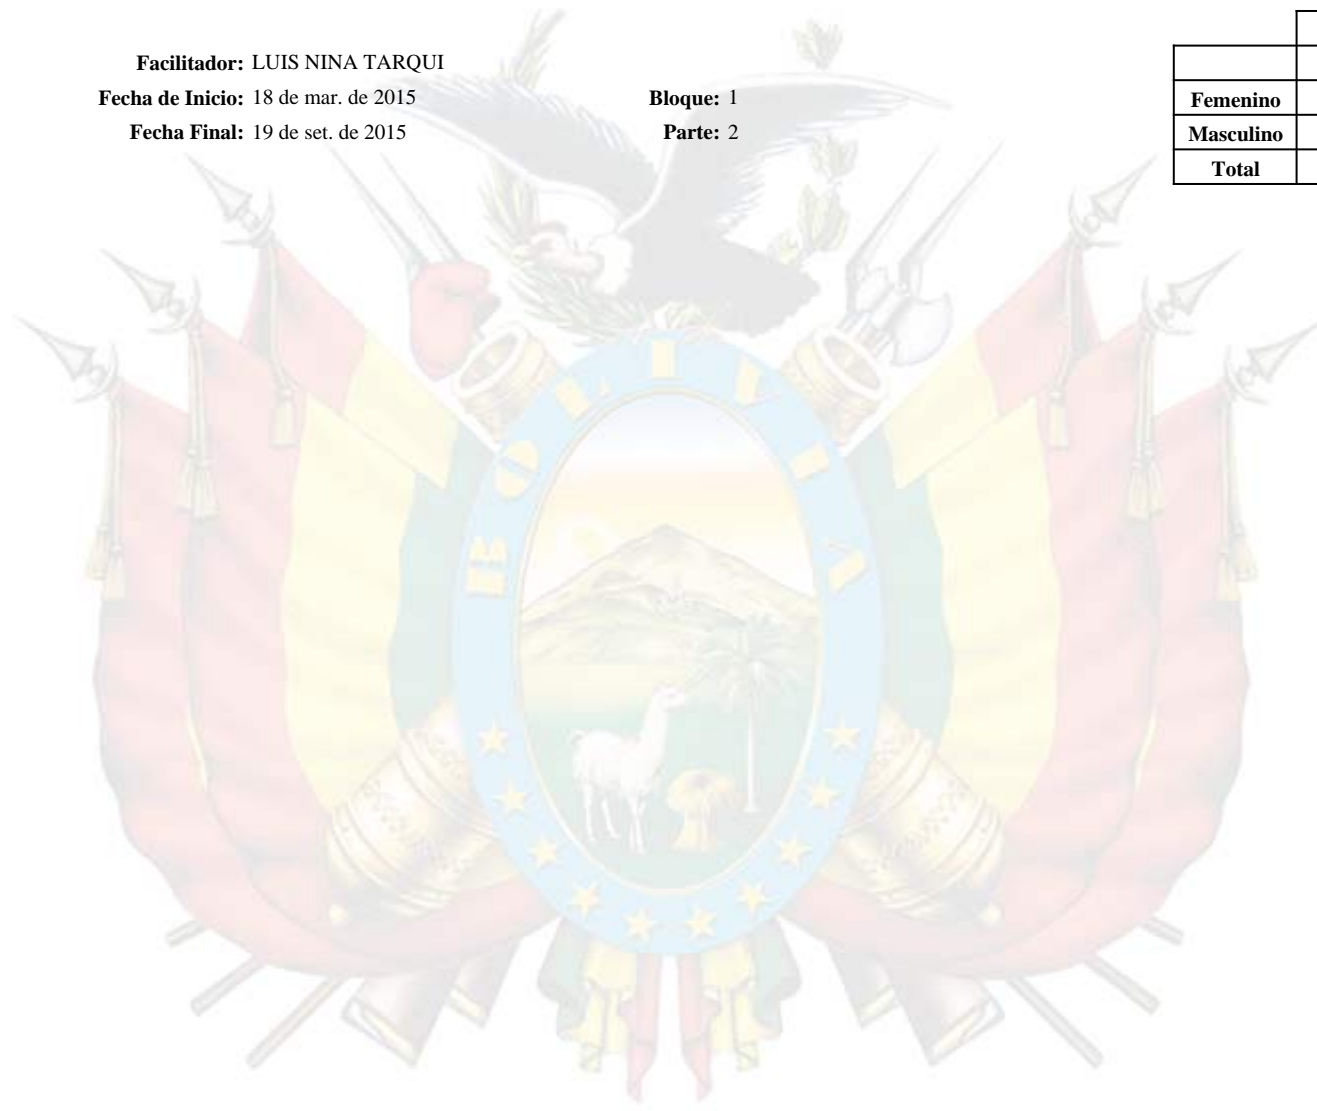 Facilitador: LUIS NINA TARQUI
Fecha de Inicio: 18 de mar. de 2015
Bloque: 1
Fecha Final: 19 de set. de 2015
Parte: 2
Femenino
Masculino
Total
BOLIVIA